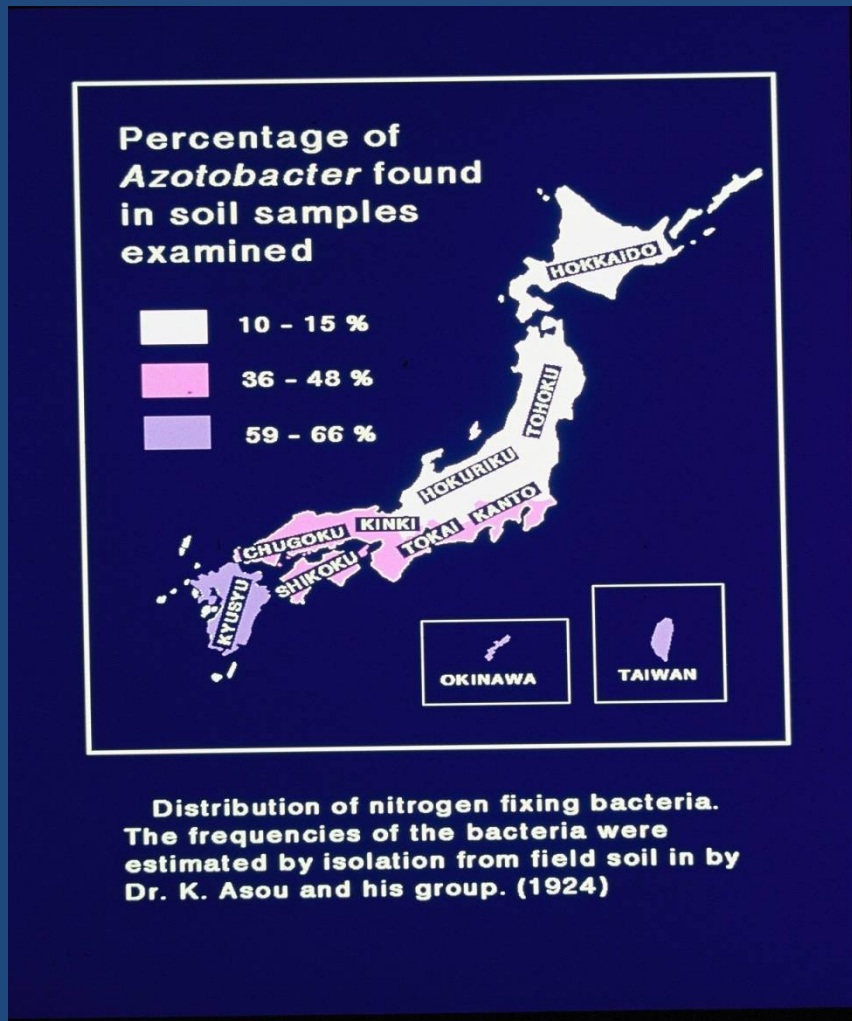 Percentage of
Azotobacter found
in soil samples
examined
10 - 15 %
36 - 48 %
59 - 66 %
HOKKAIDO
TOHOKU
HOKURIKU
KANTO
TOKAI
KINKI
CHUGOKU
SHIKOKU
KYUSYU
OKINAWA
TAIWAN
Distribution of nitrogen fixing bacteria.
The frequencies of the bacteria were
estimated by isolation from field soil in by
Dr. K. Asou and his group. (1924)